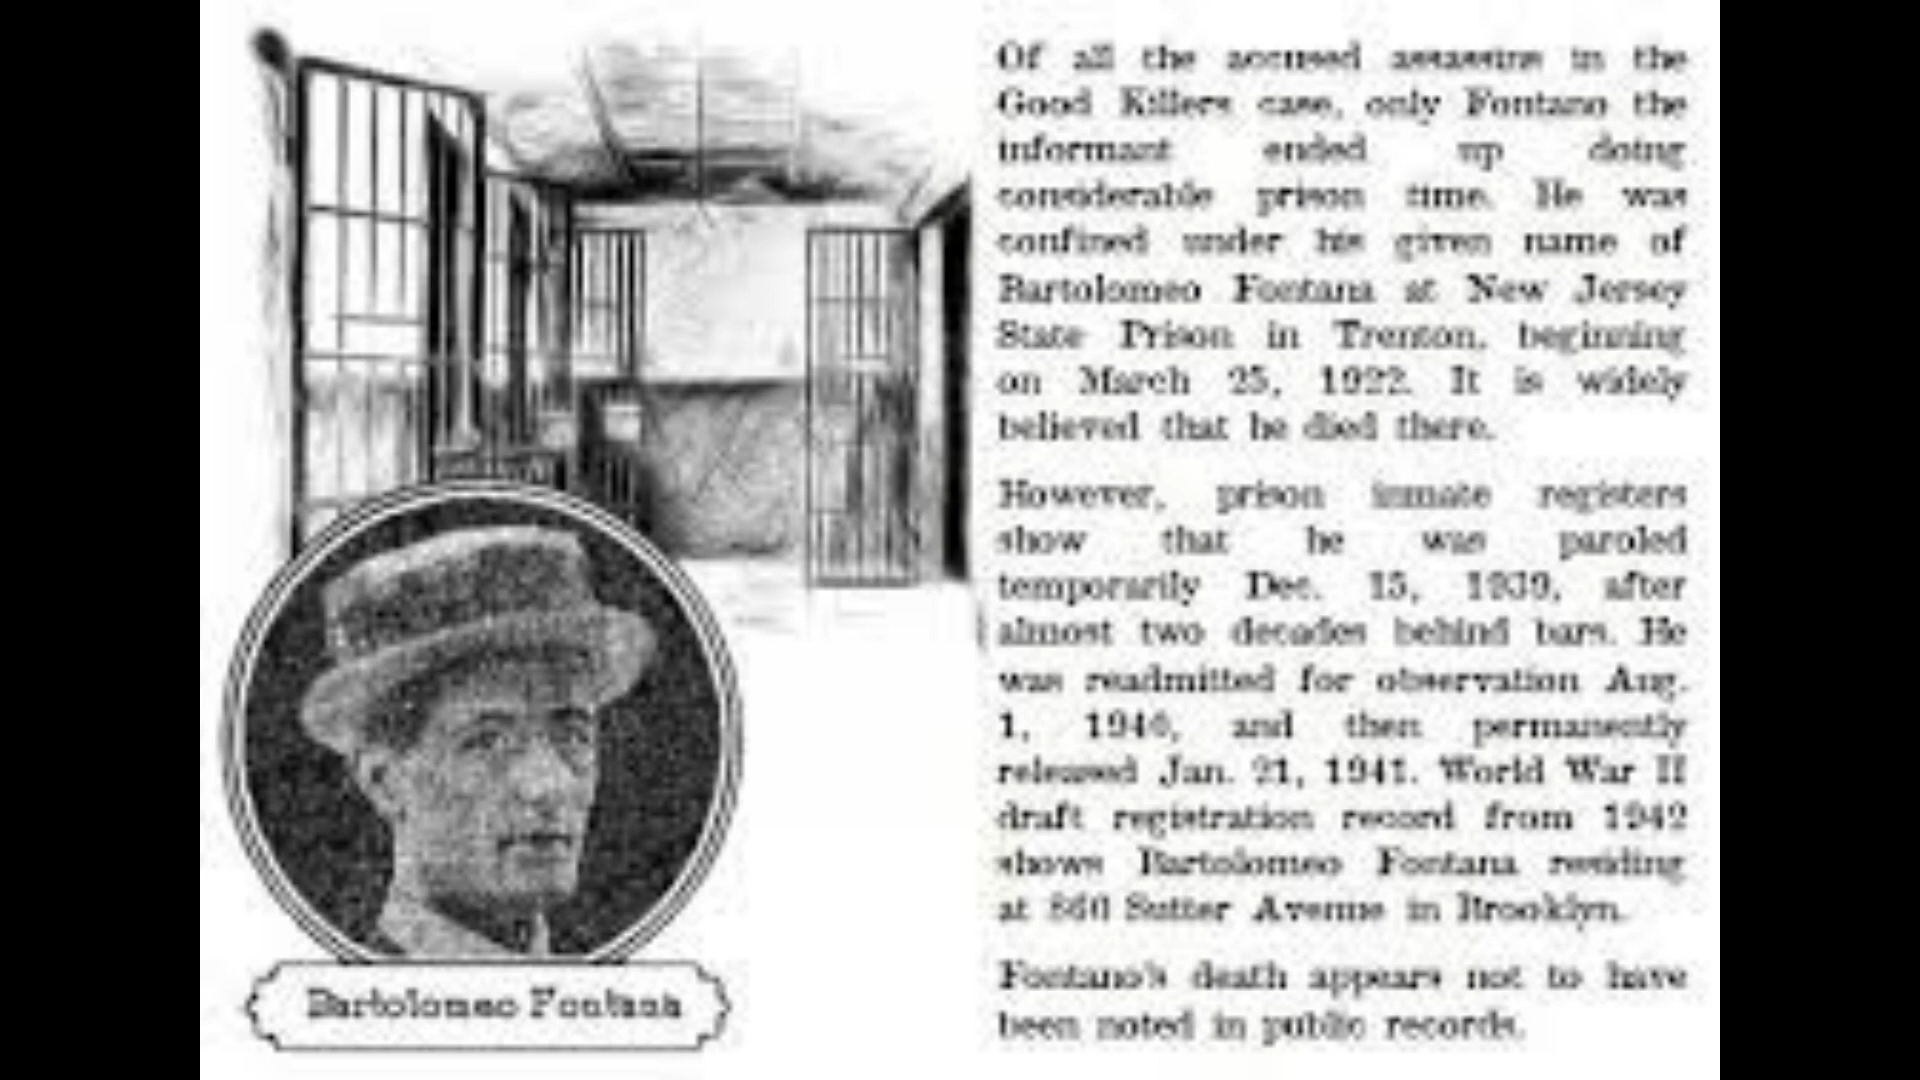 Of all the accused assassins in the
Good Killers case, only Fontano the
informant ended up doing
considerable prison time. He was
confined under his given name of
Bartolomeo Fontana at New Jersey
State Prison in Trenton, beginning
on March 25, 1922. It is widely
believed that he died there.
However, prison inmate registers
show that he was paroled
temporarily Dec. 15, 1939, after
almost two decades behind bars. He
was readmitted for observation Aug.
1, 1940, and then permanently
released Jan. 21, 1941. World War II
draft registration record from 1942
shows Bartolomeo Fontana residing
at 860 Sutter Avenue in Brooklyn.
Fontano's death appears not to have
been noted in public records.
Bartolomeo Fontana